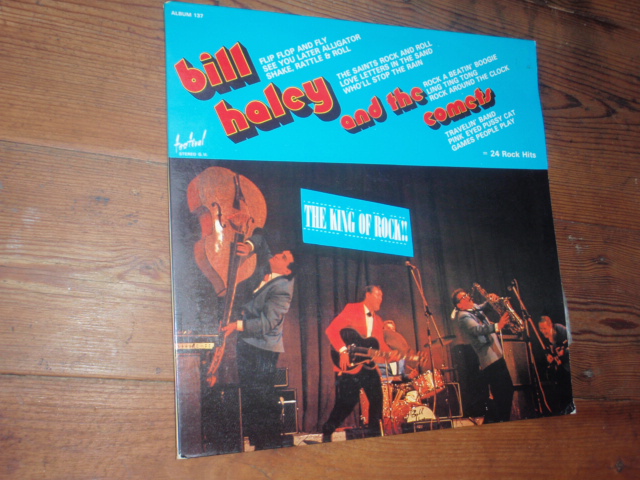 ALBUM 137
FLIP FLOP AND FLY
SEE YOU LATER ALLIGATOR
SHAKE, RATTLE & ROLL
bill
haley
THE SAINTS ROCK AND ROLL
LOVE LETTERS IN THE SAND
WHO'LL STOP THE RAIN
and the
comets
ROCK A BEATIN' BOOGIE
LING TING TONG
ROCK AROUND THE CLOCK
TRAVELIN' BAND
PINK EYED PUSSY CAT
GAMES PEOPLE PLAY
24 Rock Hits
festival
STEREO
THE KING OF ROCK!!